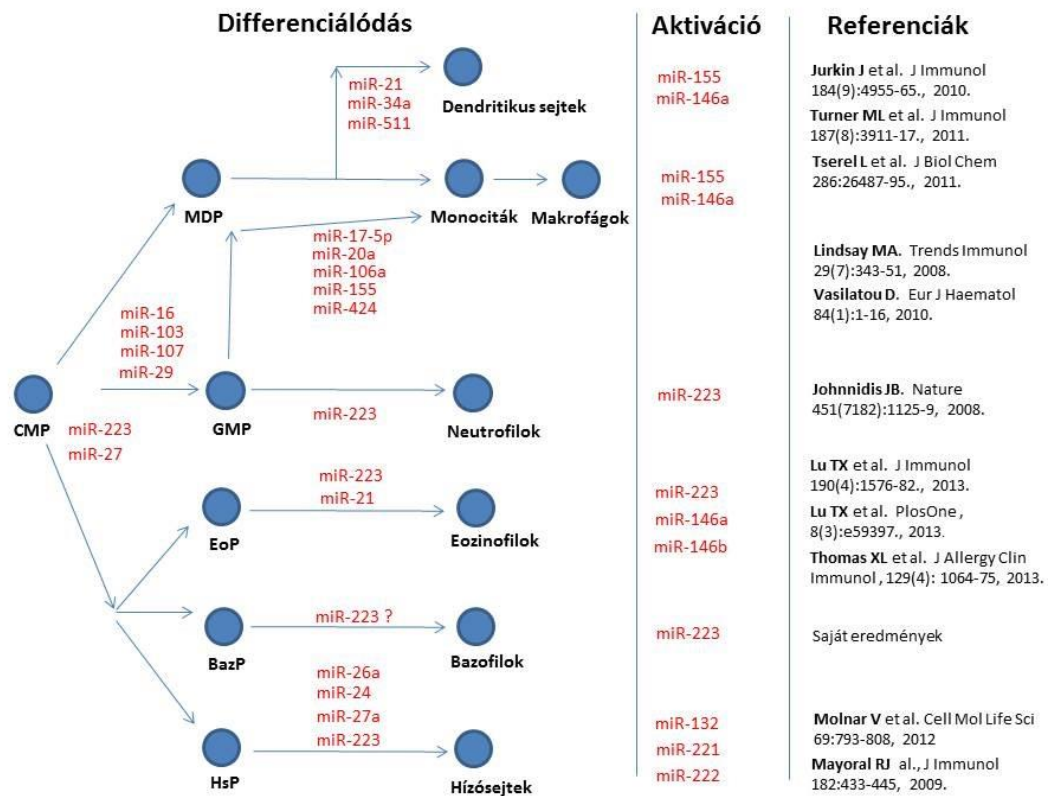 Differenciálódás
Aktiváció
Referenciák
miR-21
miR-34a
miR-511
Dendritikus sejtek
miR-155
miR-146a
Jurkin J et al. J Immunol
184(9):4955-65., 2010.
Turner ML et al. J Immunol
187(8):3911-17., 2011.
MDP
Monociták
Makrofágok
miR-155
miR-146a
Tserel L et al. J Biol Chem
286:26487-95., 2011.
miR-17-5p
miR-20a
miR-106a
miR-155
miR-424
Lindsay MA. Trends Immunol
29(7):343-51, 2008.
Vasilatou D. Eur J Haematol
84(1):1-16, 2010.
miR-16
miR-103
miR-107
miR-29
CMP
miR-223
miR-27
GMP
miR-223
Neutrofilok
miR-223
Johnnidis JB. Nature
451(7182):1125-9, 2008.
EoP
miR-223
miR-21
Eozinofilok
miR-223
miR-146a
miR-146b
Lu TX et al. J Immunol
190(4):1576-82., 2013.
Lu TX et al. PlosOne ,
8(3):e59397., 2013.
Thomas XL et al. J Allergy Clin
Immunol , 129(4): 1064-75, 2013.
BazP
miR-223 ?
Bazofilok
miR-223
Saját eredmények
miR-26a
miR-24
miR-27a
miR-223
HsP
Hízósejtek
miR-132
miR-221
miR-222
Molnar V et al. Cell Mol Life Sci
69:793-808, 2012
Mayoral RJ al., J Immunol
182:433-445, 2009.